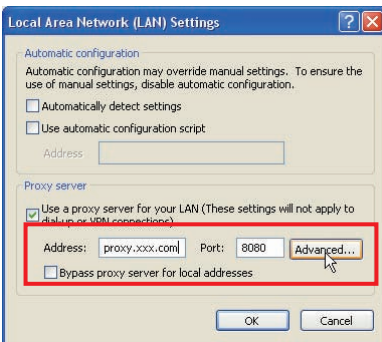 Local Area Network (LAN) Settings
Automatic configuration
Automatic configuration may override manual settings. To ensure the
use of manual settings, disable automatic configuration.
Automatically detect settings
Use automatic configuration script
Address
Proxy server
Use a proxy server for your LAN (These settings will not apply to
dial-up or VPN connections)
Address: proxy.xxx.com Port: 8080 Advanced...
Bypass proxy server for local addresses
OK Cancel